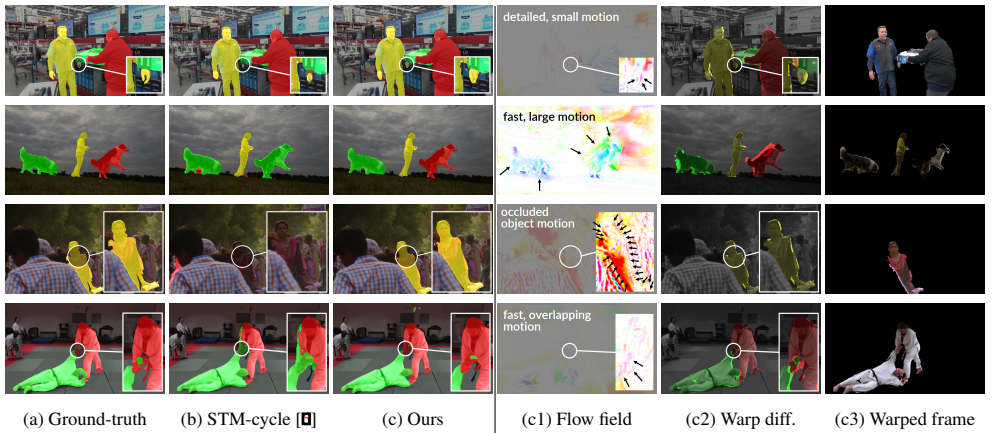 detailed, small motion
fast, large motion
occluded
object motion
fast, overlapping
motion
(a) Ground-truth
(b) STM-cycle [6]
(c) Ours
(c1) Flow field
(c2) Warp diff.
(c3) Warped frame